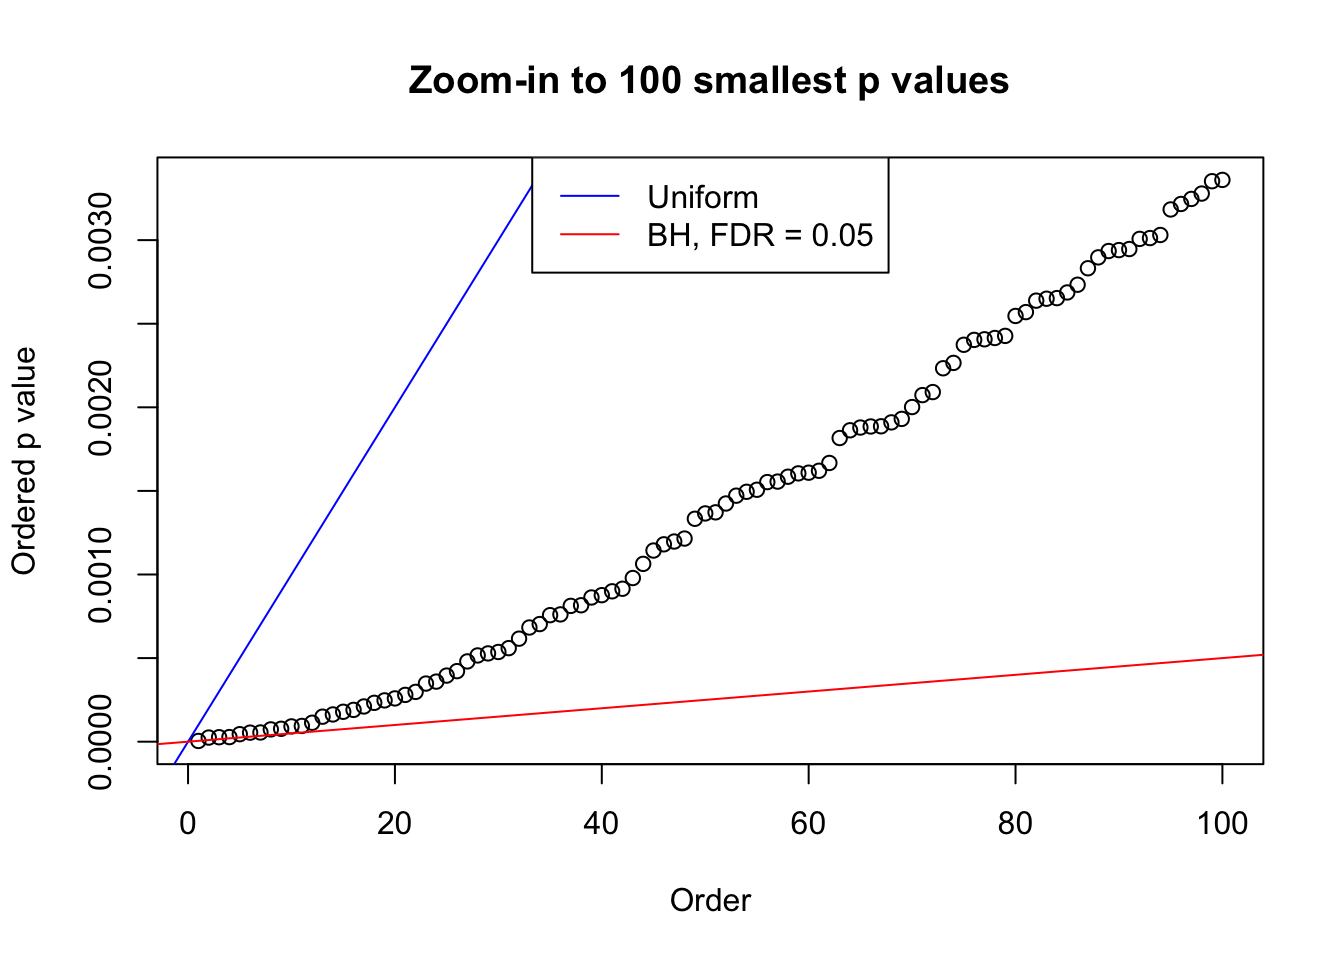 Zoom-in to 100 smallest p values
Uniform
BH, FDR = 0.05
Ordered p value
0.0030
0.0020
0.0010
0.0000
0 20 40 60 80 100
Order